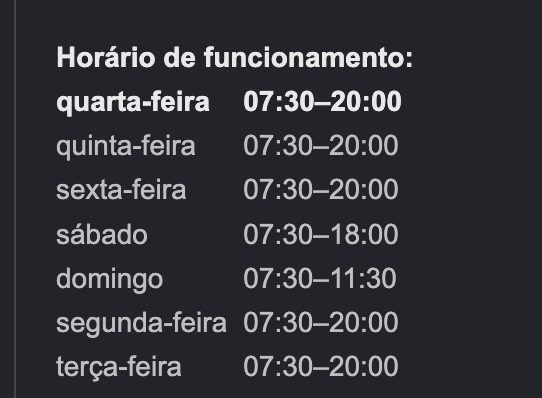 Horário de funcionamento:
quarta-feira 07:30–20:00
quinta-feira 07:30–20:00
sexta-feira 07:30–20:00
sábado 07:30–18:00
domingo 07:30–11:30
segunda-feira 07:30–20:00
terça-feira 07:30–20:00